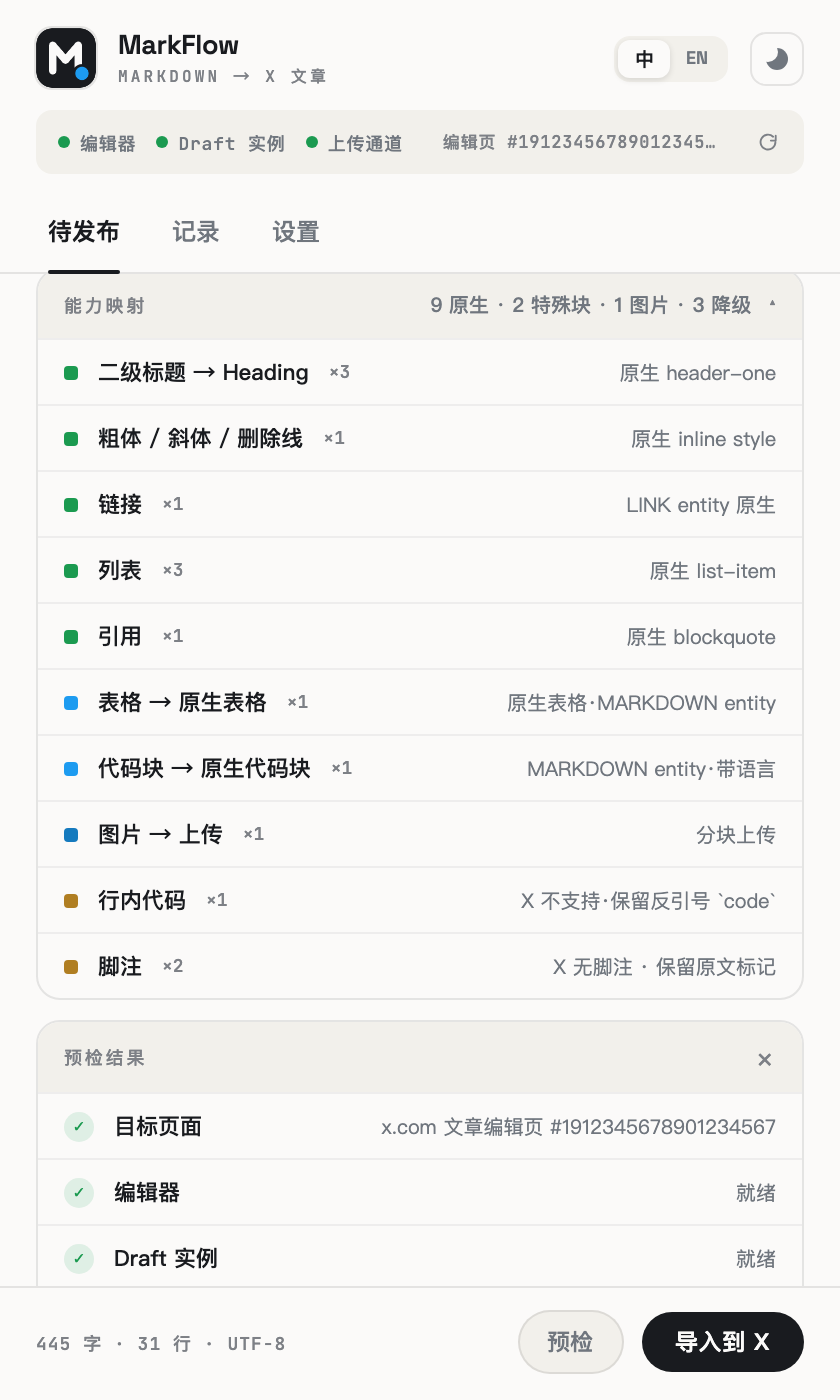 MarkFlow
MARKDOWN → X 文章
中 EN
编辑器 Draft 实例 上传通道 编辑页 #19123456789012345…
待发布 记录 设置
能力映射 9 原生 · 2 特殊块 · 1 图片 · 3 降级
二级标题 → Heading ×3 原生 header-one
粗体 / 斜体 / 删除线 ×1 原生 inline style
链接 ×1 LINK entity 原生
列表 ×3 原生 list-item
引用 ×1 原生 blockquote
表格 → 原生表格 ×1 原生表格·MARKDOWN entity
代码块 → 原生代码块 ×1 MARKDOWN entity·带语言
图片 → 上传 ×1 分块上传
行内代码 ×1 X 不支持·保留反引号 `code`
脚注 ×2 X 无脚注 · 保留原文标记
预检结果 ×
✓ 目标页面 x.com 文章编辑页 #1912345678901234567
✓ 编辑器 就绪
✓ Draft 实例 就绪
445 字 · 31 行 · UTF-8 预检 导入到 X